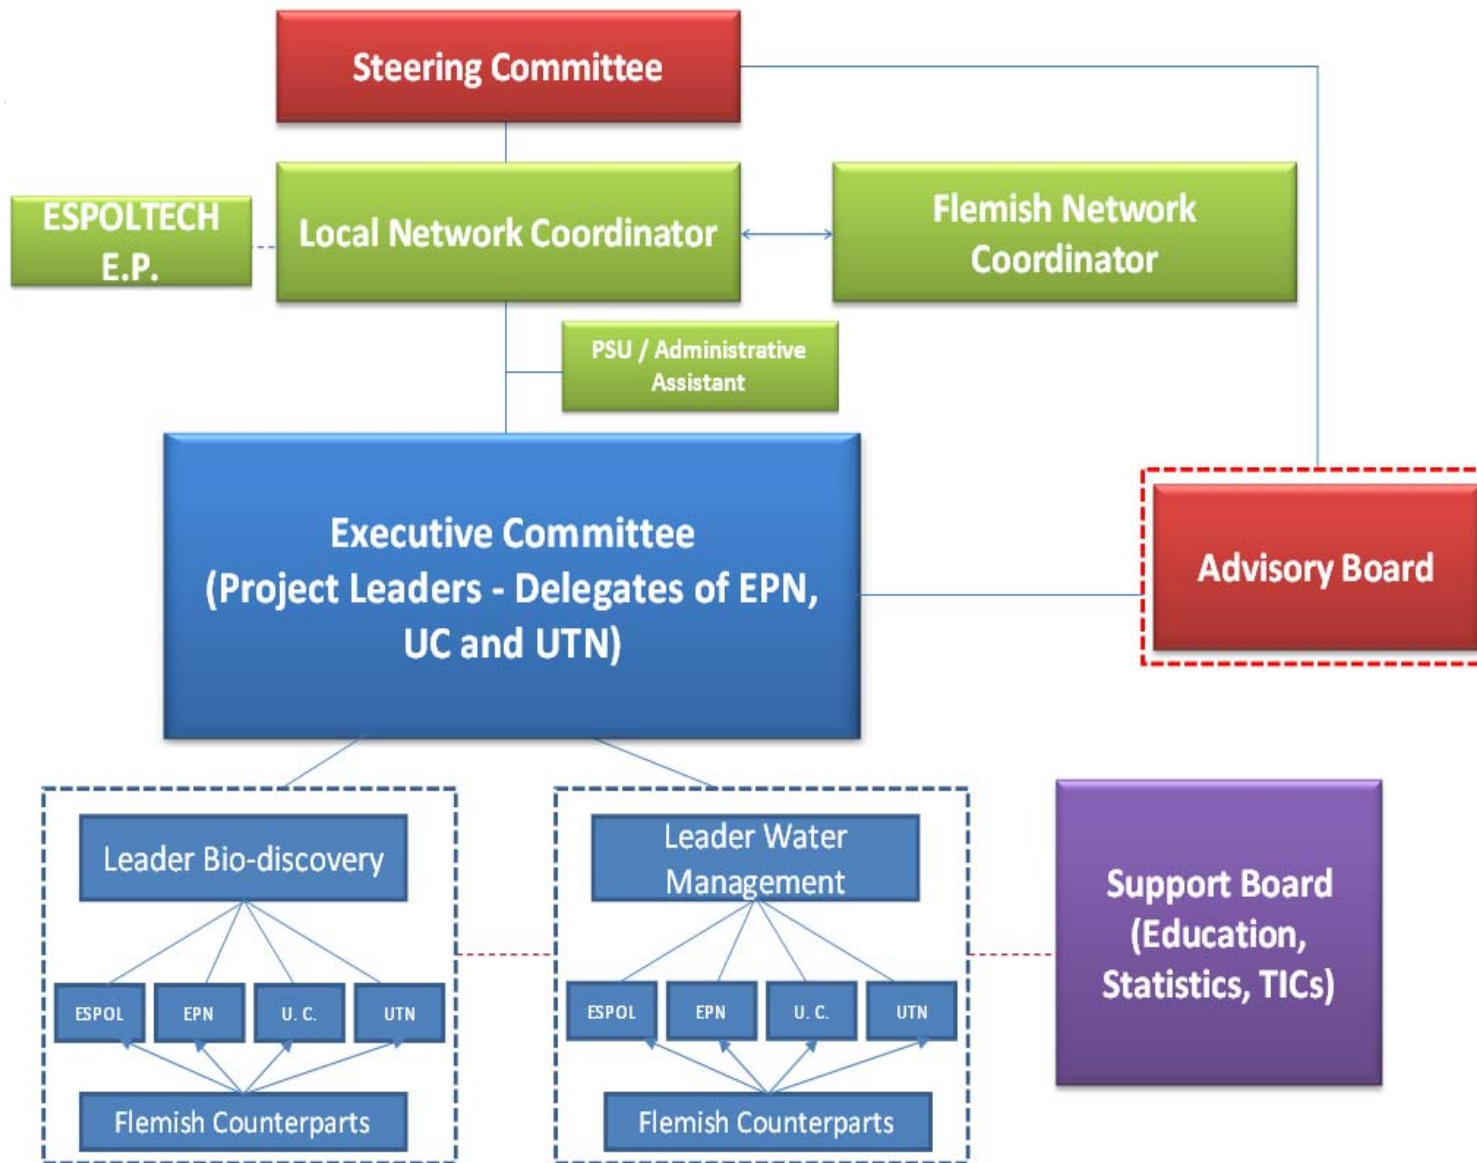 Steering Committee
ESPOLTECH
E.P.
Local Network Coordinator
Flemish Network
Coordinator
PSU / Administrative
Assistant
Executive Committee
(Project Leaders - Delegates of EPN,
UC and UTN)
Advisory Board
Leader Bio-discovery
ESPOL
EPN
U. C.
UTN
Flemish Counterparts
Leader Water
Management
ESPOL
EPN
U. C.
UTN
Flemish Counterparts
Support Board
(Education,
Statistics, TICs)